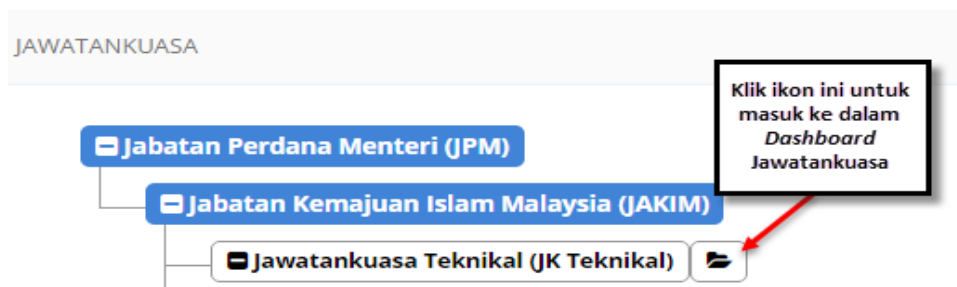 JAWATANKUASA
Klik ikon ini untuk
masuk ke dalam
Dashboard
Jawatankuasa
Jabatan Perdana Menteri (JPM)
Jabatan Kemajuan Islam Malaysia (JAKIM)
Jawatankuasa Teknikal (JK Teknikal)